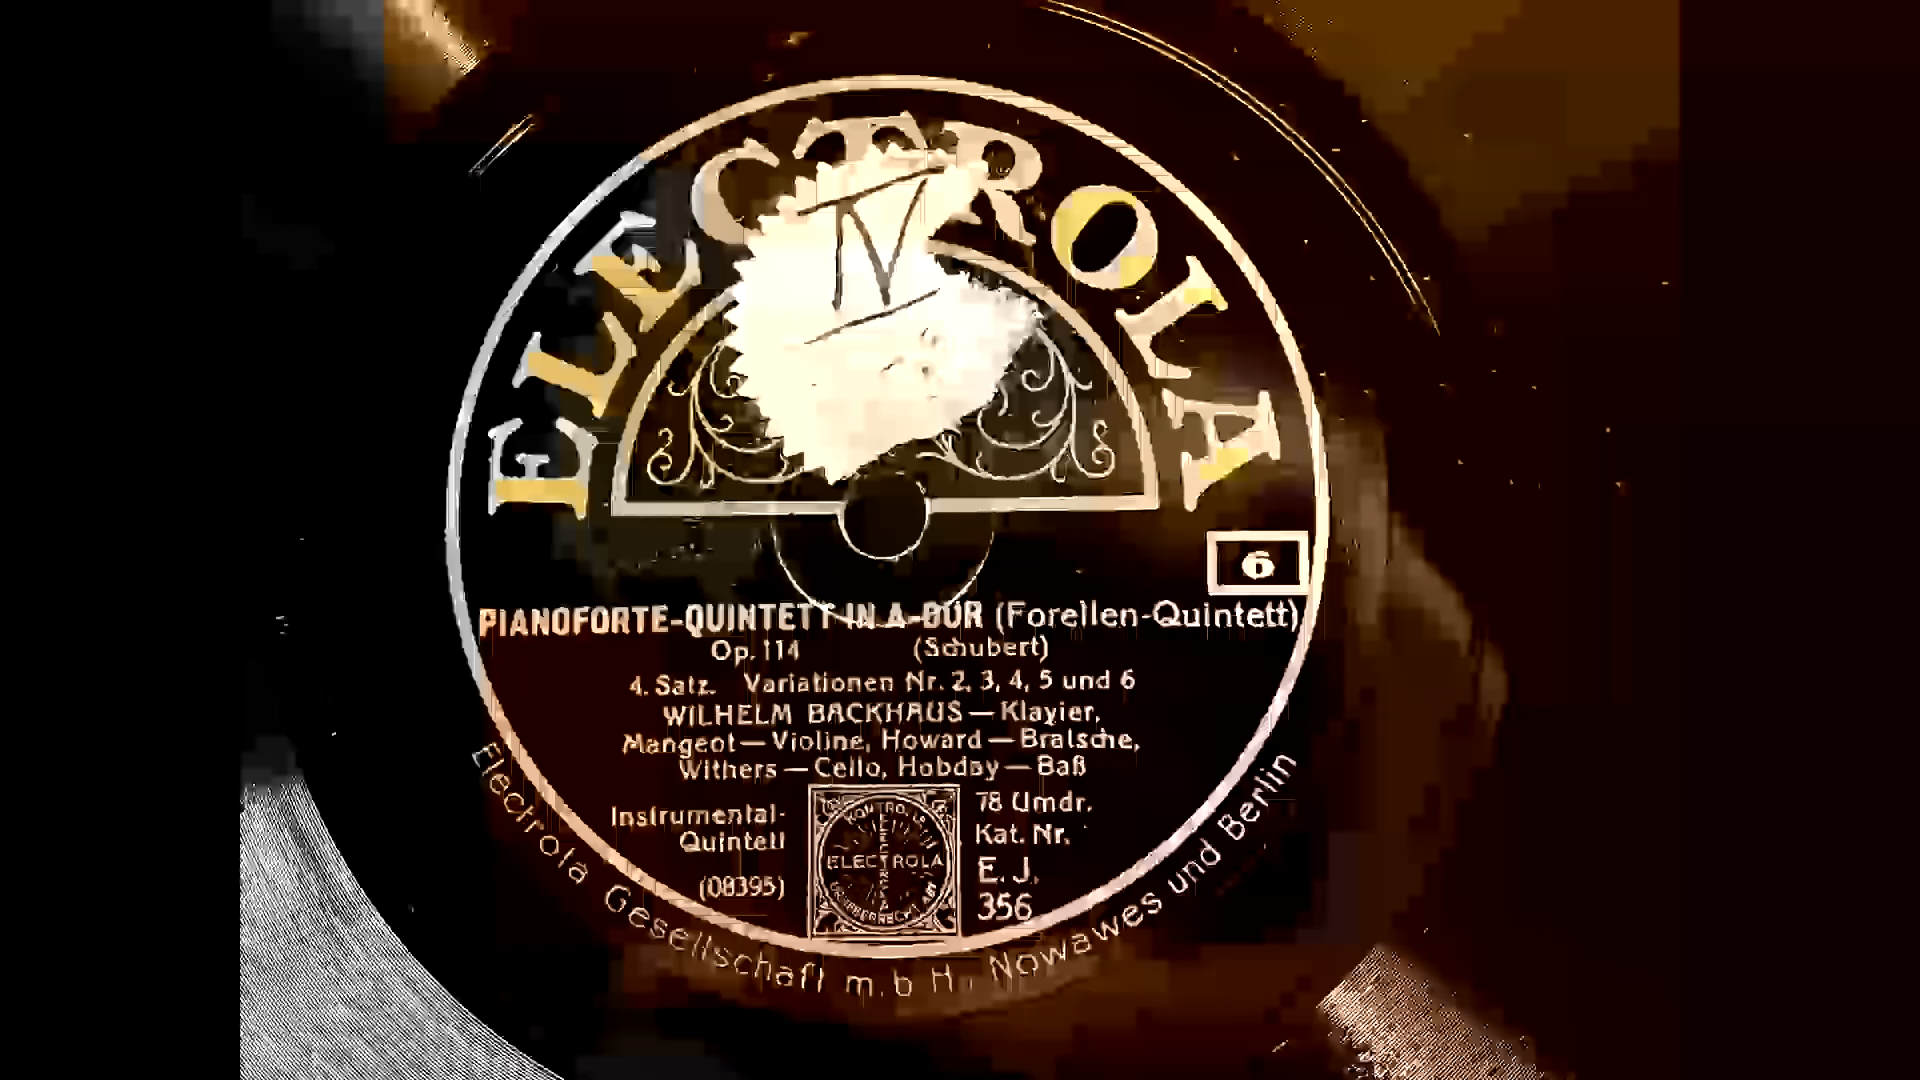 ELECTROLA
IV
6
PIANOFORTE-QUINTETT IN A-DUR (Forellen-Quintett)
Op. 114 (Schubert)
4. Satz. Variationen Nr. 2, 3, 4, 5 und 6
WILHELM BACKHAUS — Klavier,
Mangeot — Violine, Howard — Bratsche,
Withers — Cello, Hobday — Baß
Instrumental-
Quintett
(08395)
ELECTROLA
78 Umdr.
Kat. Nr.
E. J.
356
Electrola Gesellschaft m.b.H. Nowawes und Berlin